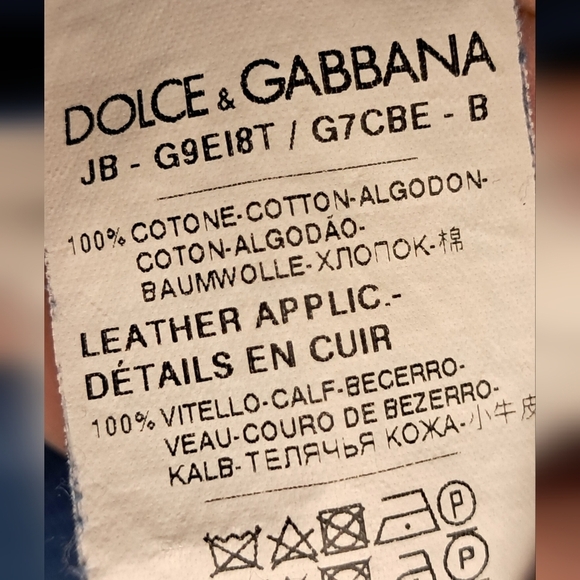 DOLCE & GABBANA
JB - G9EI8T / G7CBE - B
100% COTONE-COTTON-ALGODON-
COTON-ALGODÃO-
BAUMWOLLE-ХЛОПОК-棉
LEATHER APPLIC.-
DÉTAILS EN CUIR
100% VITELLO-CALF-BECERRO-
VEAU-COURO DE BEZERRO-
KALB-ТЕЛЯЧЬЯ КОЖА-小牛皮
P
P